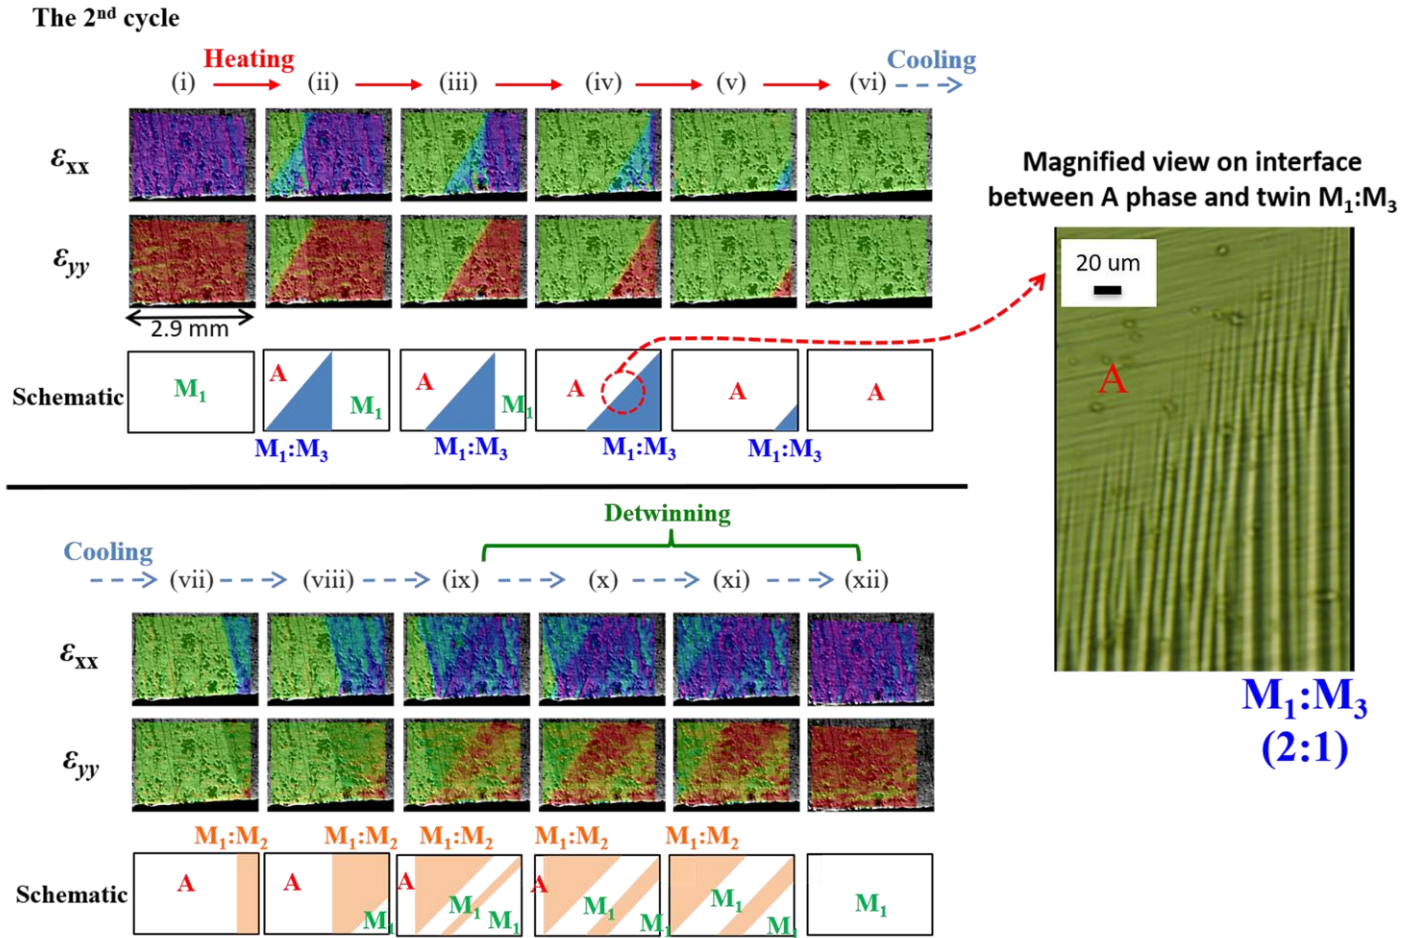 The 2nd cycle
Heating
Cooling
(i) (ii) (iii) (iv) (v) (vi)
εxx
εyy
2.9 mm
Schematic
M1
A
M1
A
M1
A
A
A
M1:M3
M1:M3
M1:M3
M1:M3
Magnified view on interface
between A phase and twin M1:M3
20 um
A
M1:M3
(2:1)
Detwinning
Cooling
(vii) (viii) (ix) (x) (xi) (xii)
εxx
εyy
M1:M2
M1:M2
M1:M2
M1:M2
M1:M2
Schematic
A
A
M1
A
M1
M1
A
M1
M1
M1
M1
M1